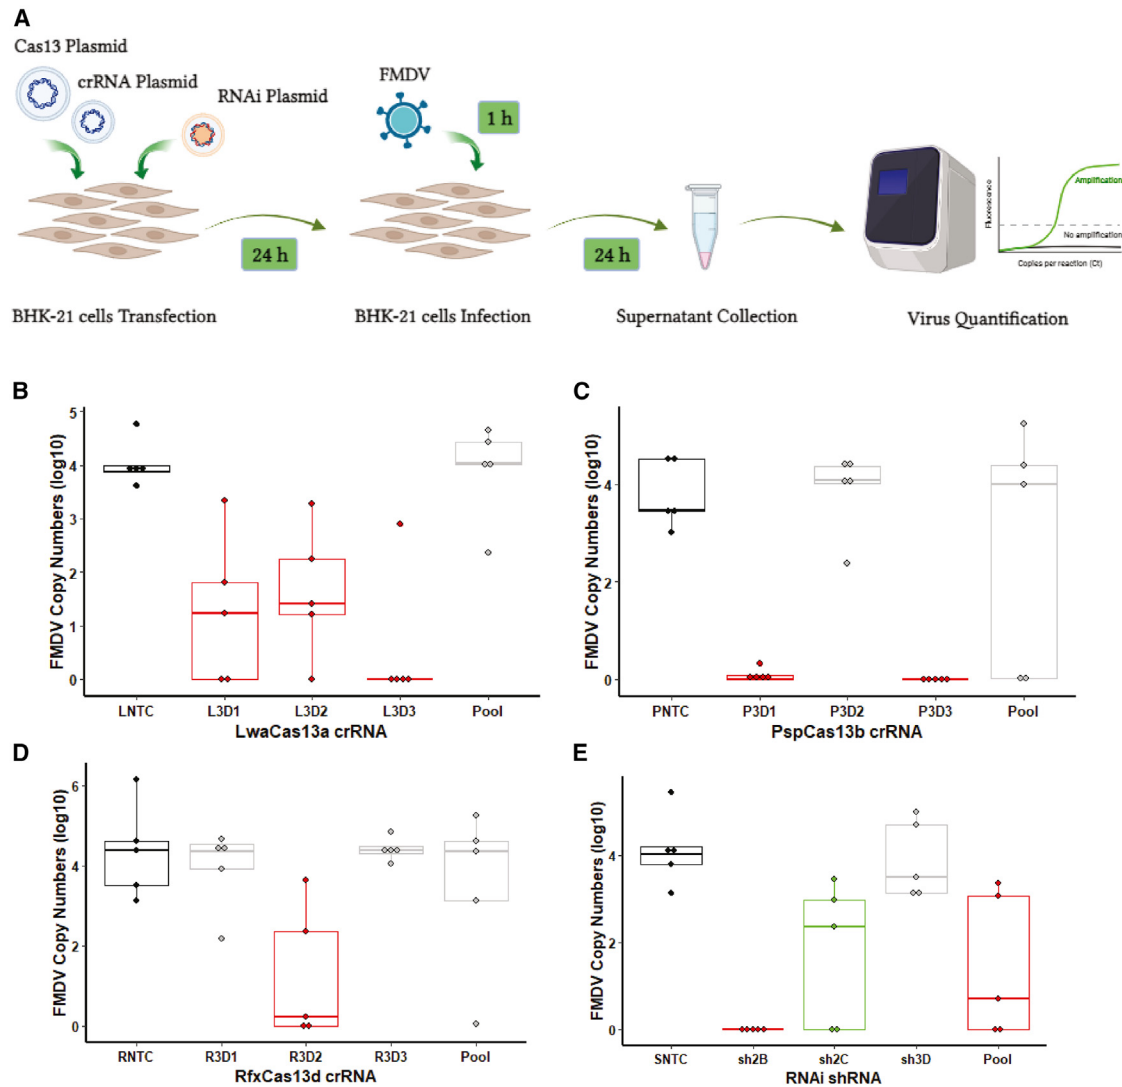 A
Cas13 Plasmid
crRNA Plasmid
RNAi Plasmid
FMDV
1 h
24 h
24 h
Fluorescence
Amplification
No amplification
Copies per reaction (Ct)
BHK-21 cells Transfection
BHK-21 cells Infection
Supernatant Collection
Virus Quantification
B
FMDV Copy Numbers (log10)
5
4
3
2
1
0
LNTC L3D1 L3D2 L3D3 Pool
LwaCas13a crRNA
C
FMDV Copy Numbers (log10)
4
2
0
PNTC P3D1 P3D2 P3D3 Pool
PspCas13b crRNA
D
FMDV Copy Numbers (log10)
6
4
2
0
RNTC R3D1 R3D2 R3D3 Pool
RfxCas13d crRNA
E
FMDV Copy Numbers (log10)
4
2
0
SNTC sh2B sh2C sh3D Pool
RNAi shRNA